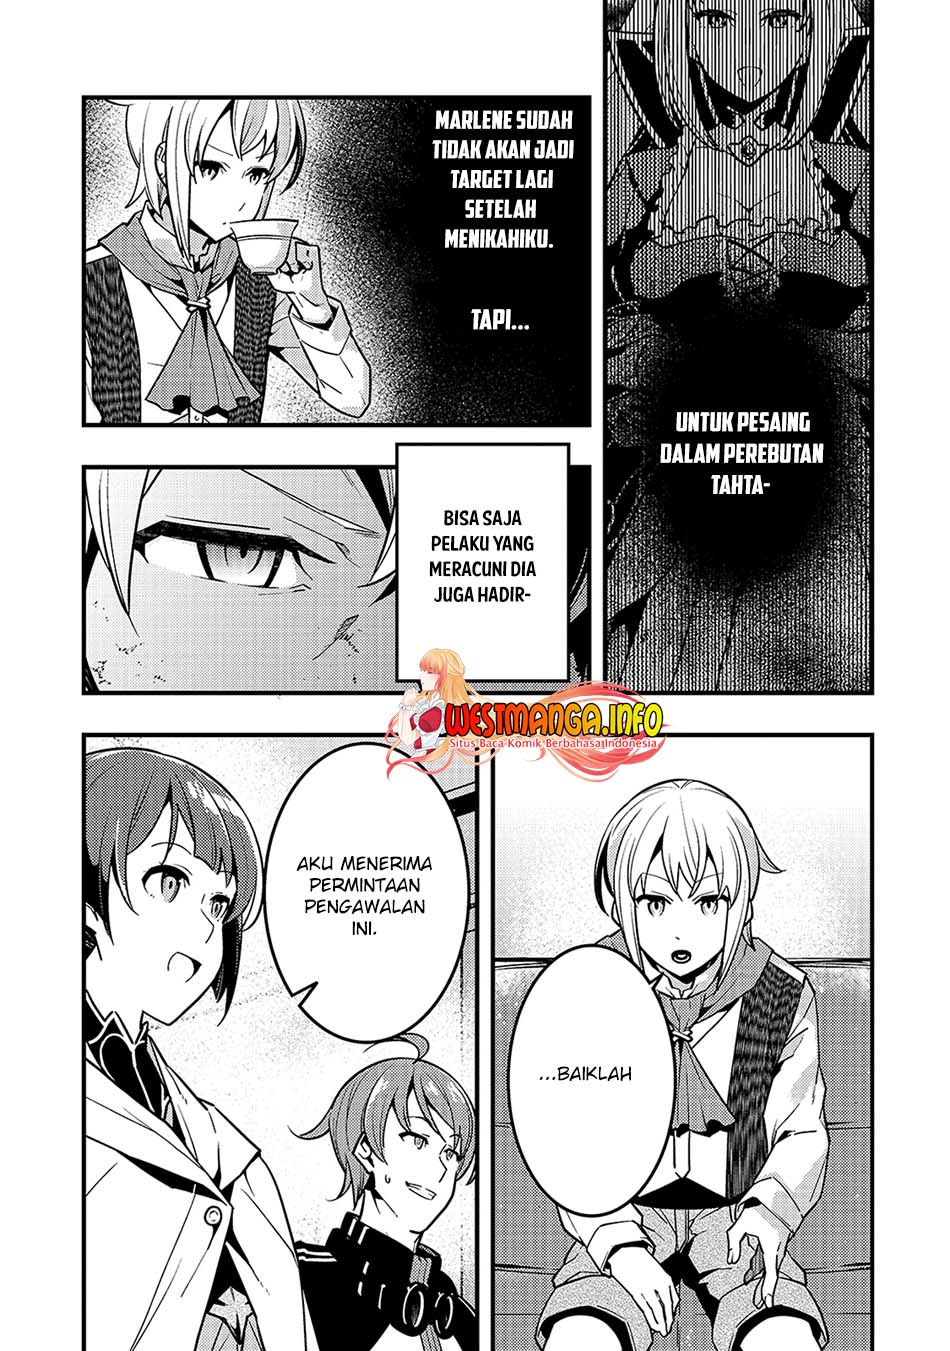 UNTUK PESAING
DALAM PEREBUTAN
TAHTA-
MARLENE SUDAH
TIDAK AKAN JADI
TARGET LAGI
SETELAH
MENIKAHIKU.
TAPI...
BISA SAJA
PELAKU YANG
MERACUNI DIA
JUGA HADIR-
WESTMANGA.INFO
Situs Baca Komik Berbahasa Indonesia
...BAIKLAH
AKU MENERIMA
PERMINTAAN
PENGAWALAN
INI.